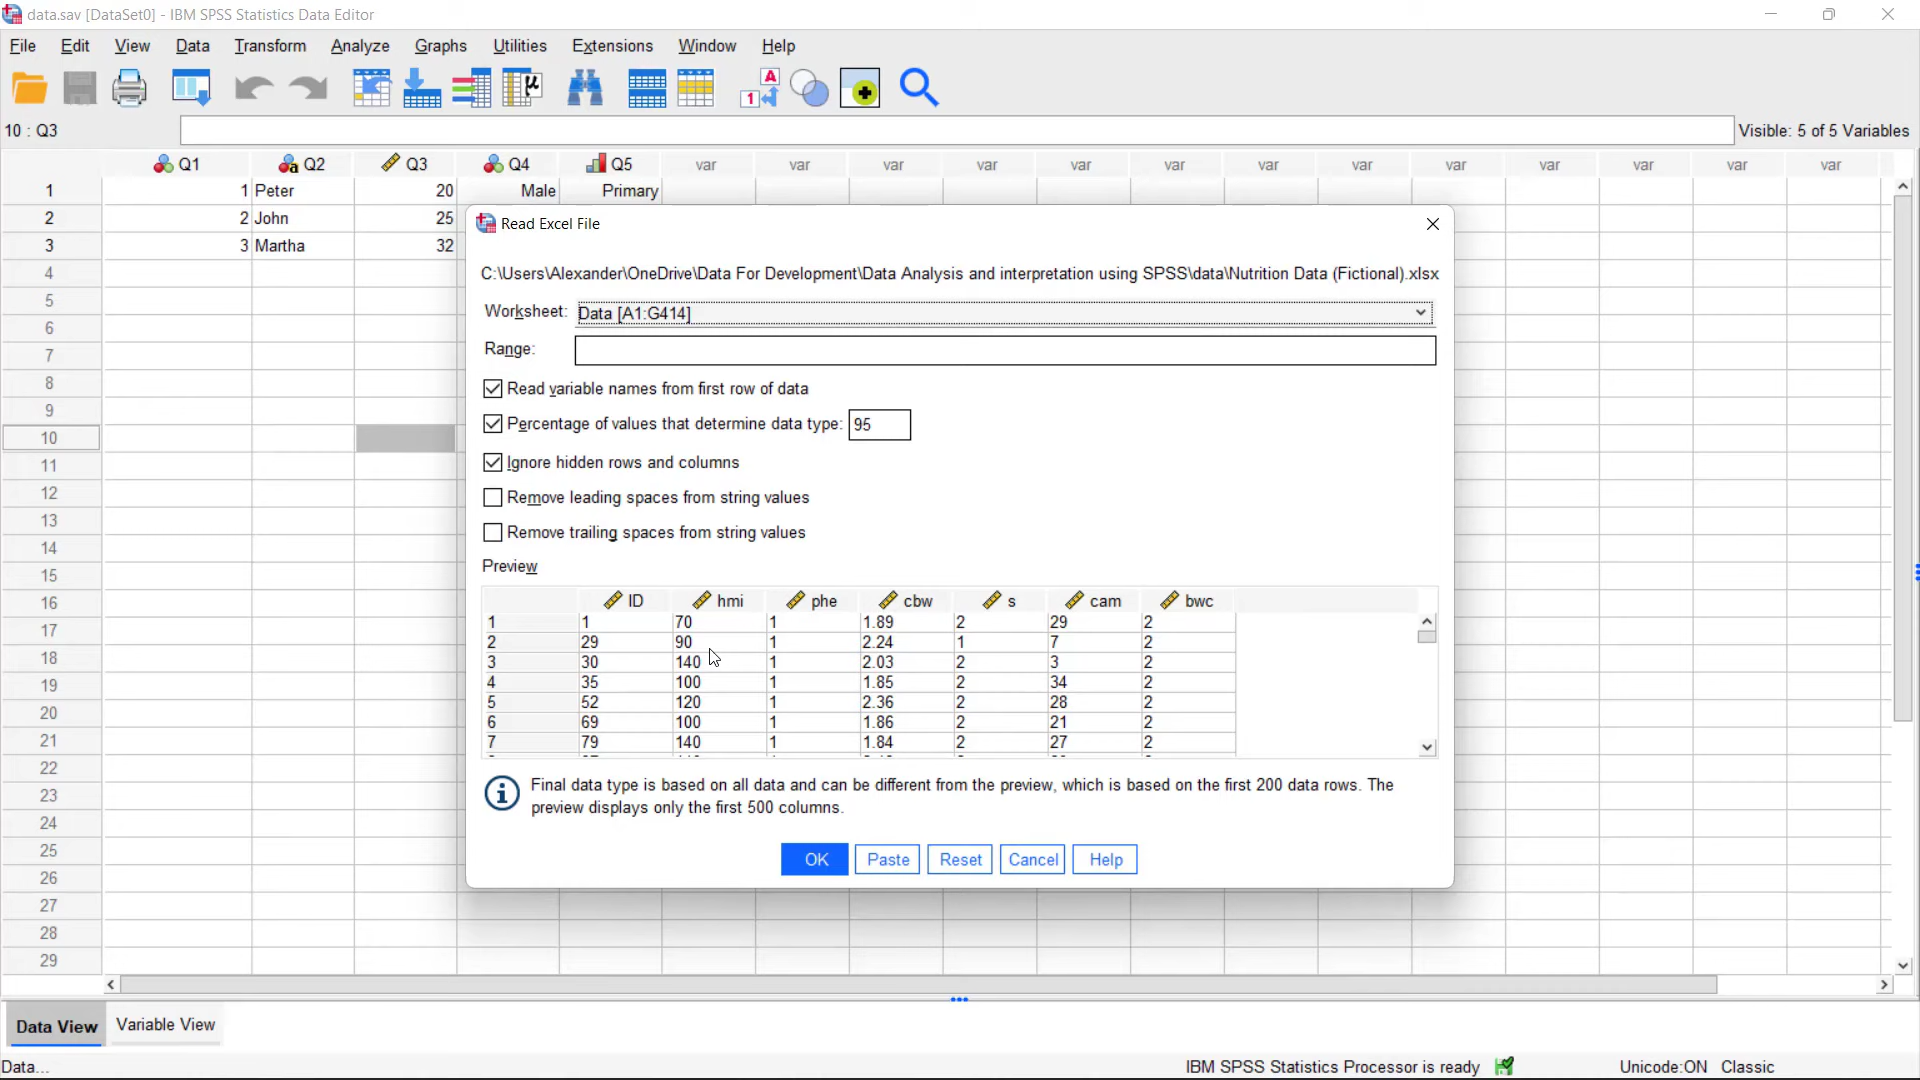 data.sav [DataSet0] - IBM SPSS Statistics Data Editor
File Edit View Data Transform Analyze Graphs Utilities Extensions Window Help
10 : Q3 Visible: 5 of 5 Variables
Q1 Q2 Q3 Q4 Q5 var var var var var var var var var var var var var
1 1 Peter 20 Male Primary
2 2 John 25
3 3 Martha 32
4
5
6
7
8
9
10
11
12
13
14
15
16
17
18
19
20
21
22
23
24
25
26
27
28
29
Read Excel File
C:\Users\Alexander\OneDrive\Data For Development\Data Analysis and interpretation using SPSS\data\Nutrition Data (Fictional).xlsx
Worksheet: Data [A1:G414]
Range:
Read variable names from first row of data
Percentage of values that determine data type: 95
Ignore hidden rows and columns
Remove leading spaces from string values
Remove trailing spaces from string values
Preview
ID hmi phe cbw s cam bwc
1 1 70 1 1.89 2 29 2
2 29 90 1 2.24 1 7 2
3 30 140 1 2.03 2 3 2
4 35 100 1 1.85 2 34 2
5 52 120 1 2.36 2 28 2
6 69 100 1 1.86 2 21 2
7 79 140 1 1.84 2 27 2
Final data type is based on all data and can be different from the preview, which is based on the first 200 data rows. The
preview displays only the first 500 columns.
OK Paste Reset Cancel Help
Data View Variable View
Data... IBM SPSS Statistics Processor is ready Unicode:ON Classic